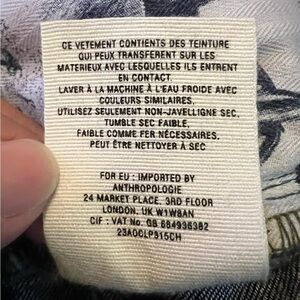 CE VETEMENT CONTIENTS DES TEINTURE
QUI PEUX TRANSFERENT SUR LES
MATERIEUX AVEC LESQUELLES ILS ENTRENT
EN CONTACT.
LAVER À LA MACHINE À L'EAU FROIDE AVEC
COULEURS SIMILAIRES.
UTILISEZ SEULEMENT NON-JAVELLIGNE SEC.
TUMBLE SEC FAIBLE.
FAIBLE COMME FER NÉCESSAIRES.
PEUT ÊTRE NETTOYER À SEC
FOR EU : IMPORTED BY
ANTHROPOLOGIE
24 MARKET PLACE, 3RD FLOOR
LONDON, UK W1W8AN
CIF : VAT No. GB 684936382
23AOCLP315CH